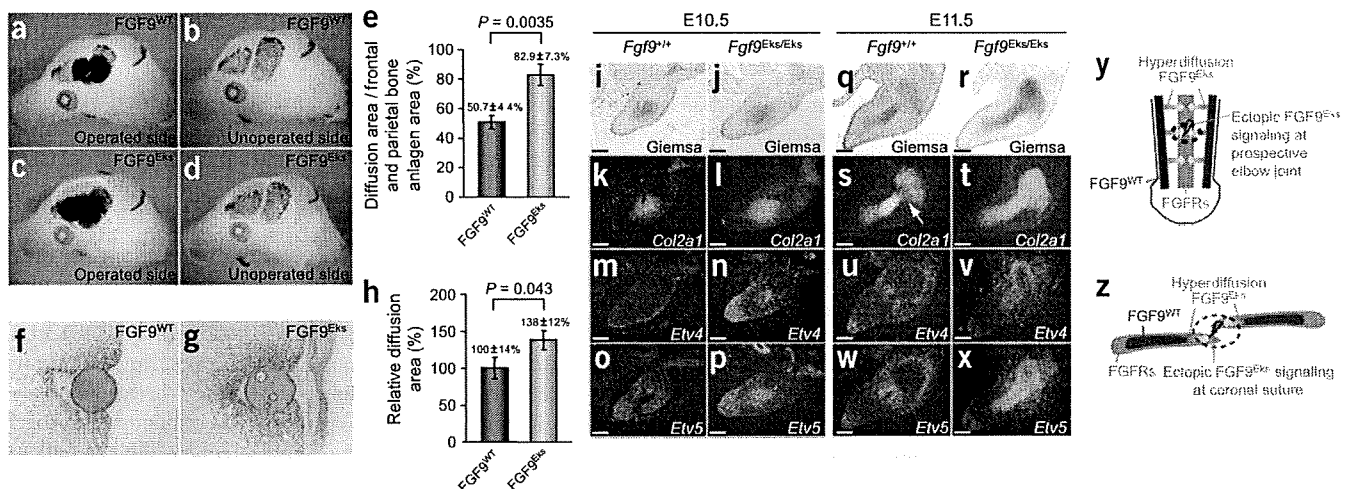 a
FGF9WT
Operated side
b
FGF9WT
Unoperated side
c
FGF9Eks
Operated side
d
FGF9Eks
Unoperated side
e
P = 0.0035
Diffusion area / frontal
and parietal bone
anlagen area (%)
100
80
60
40
20
0
50.7±4.4%
82.9±7.3%
FGF9WT
FGF9Eks
f
FGF9WT
g
FGF9Eks
h
P = 0.043
Relative diffusion
area (%)
200
150
100
50
0
100±14%
138±12%
FGF9WT
FGF9Eks
E10.5
E11.5
Fgf9+/+
Fgf9Eks/Eks
Fgf9+/+
Fgf9Eks/Eks
i
j
Giemsa
q
r
Giemsa
k
l
Col2a1
s
Col2a1
t
Col2a1
m
n
Etv4
u
Etv4
v
Etv4
o
p
Etv5
w
Etv5
x
Etv5
y
Hyperdiffusion
FGF9Eks
Ectopic FGF9Eks
signaling at
prospective
elbow joint
FGF9WT
FGFRs
z
Hyperdiffusion
FGF9Eks
FGF9WT
FGFRs
Ectopic FGF9Eks signaling
at coronal suture